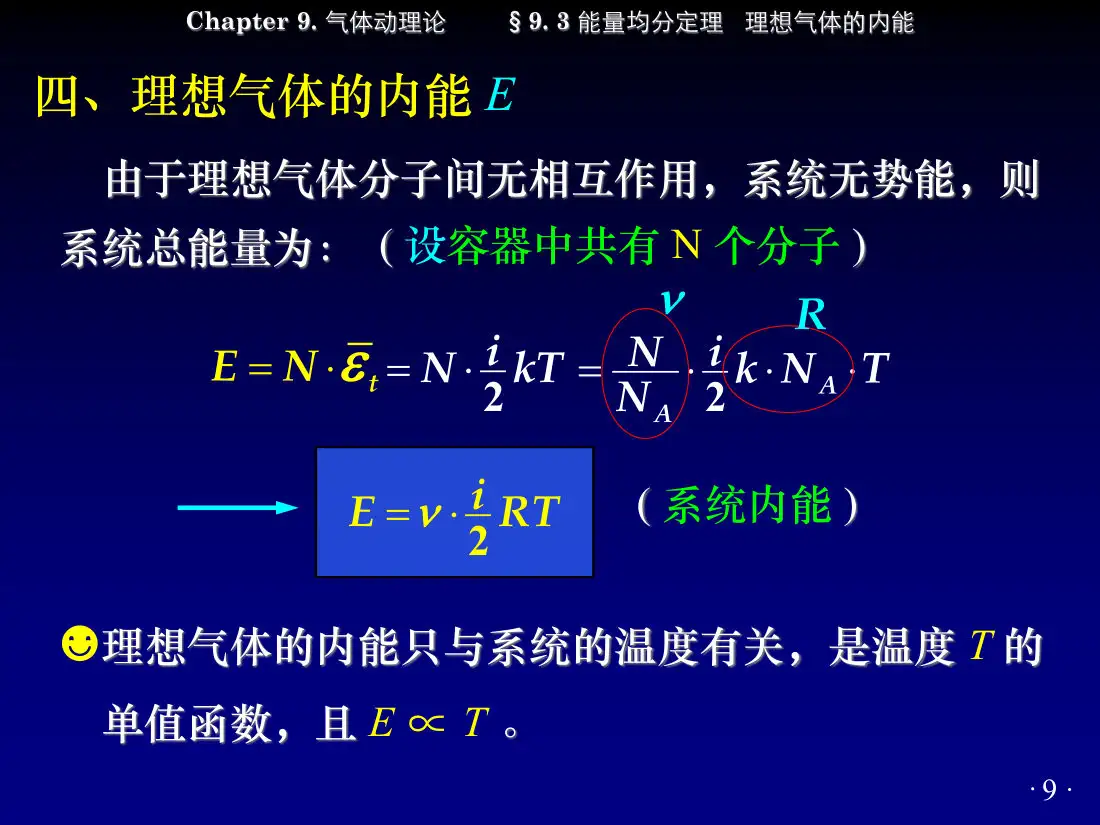 Chapter 9. 气体动理论 §9. 3 能量均分定理 理想气体的内能
四、理想气体的内能 E
由于理想气体分子间无相互作用，系统无势能，则
系统总能量为：（设容器中共有 N 个分子）
ν R
E = N · ε̄_t = N · i/2 kT = N/N_A · i/2 k · N_A · T
E = ν · i/2 RT （系统内能）
理想气体的内能只与系统的温度有关，是温度 T 的
单值函数，且 E ∝ T 。
· 9 ·